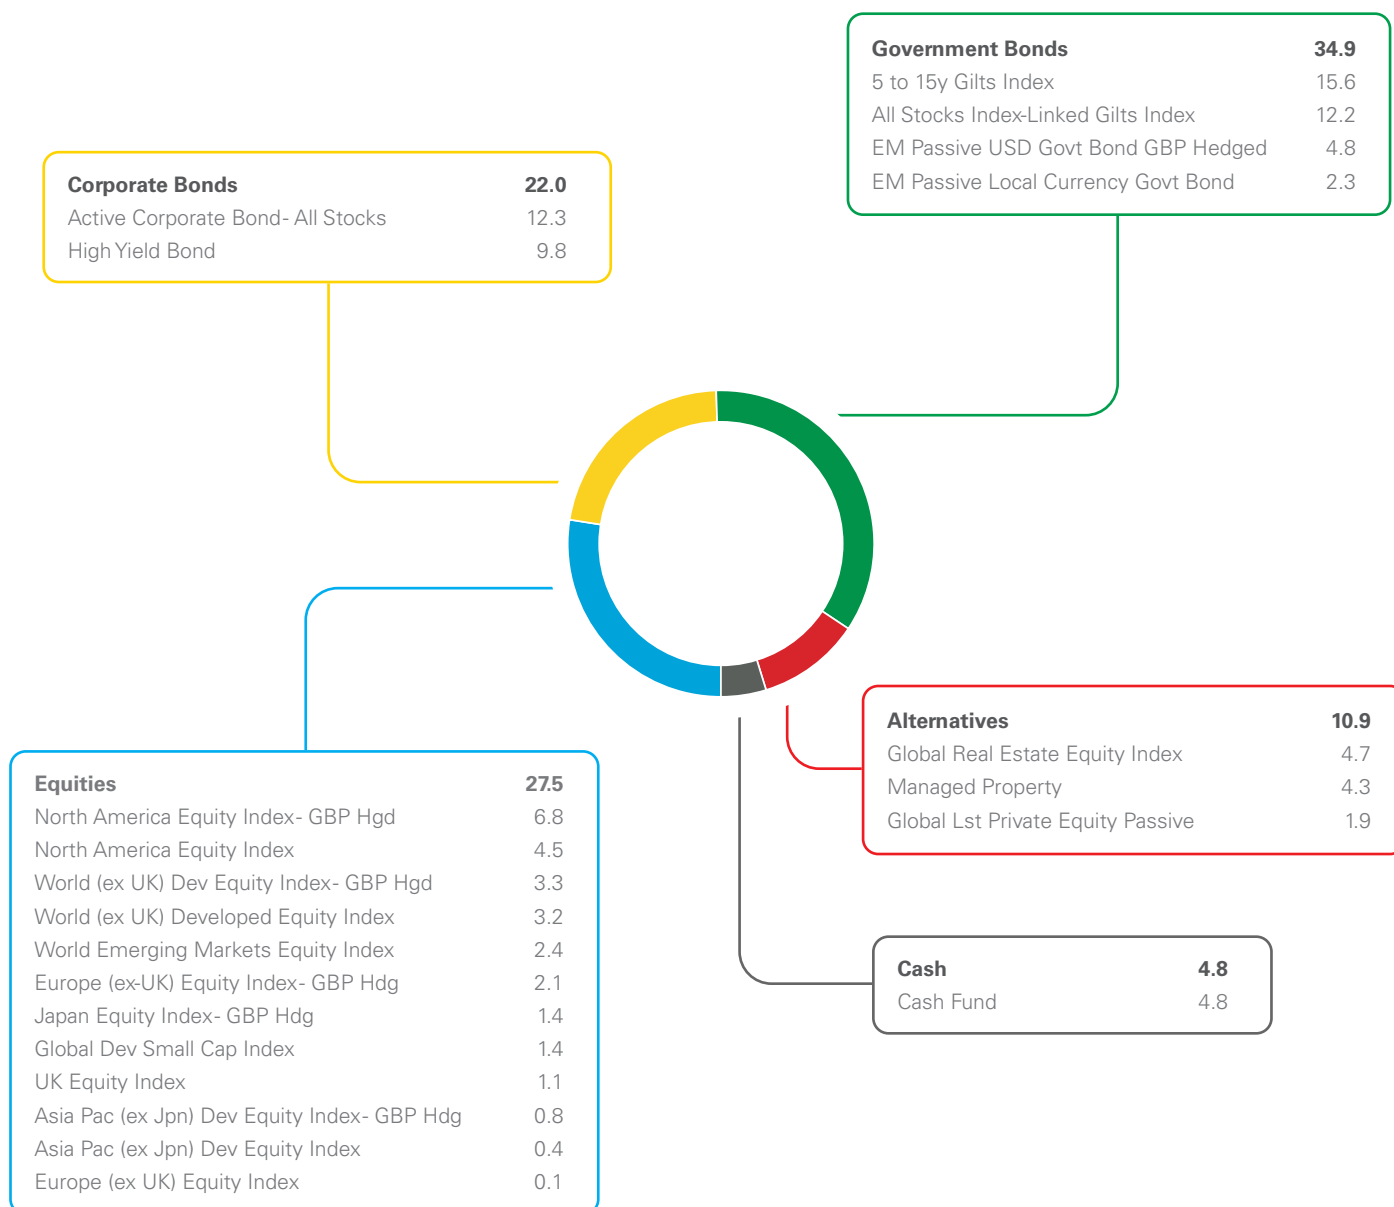 Government Bonds 34.9
5 to 15y Gilts Index 15.6
All Stocks Index-Linked Gilts Index 12.2
EM Passive USD Govt Bond GBP Hedged 4.8
EM Passive Local Currency Govt Bond 2.3
Corporate Bonds 22.0
Active Corporate Bond- All Stocks 12.3
High Yield Bond 9.8
Equities 27.5
North America Equity Index- GBP Hgd 6.8
North America Equity Index 4.5
World (ex UK) Dev Equity Index- GBP Hgd 3.3
World (ex UK) Developed Equity Index 3.2
World Emerging Markets Equity Index 2.4
Europe (ex-UK) Equity Index- GBP Hdg 2.1
Japan Equity Index- GBP Hdg 1.4
Global Dev Small Cap Index 1.4
UK Equity Index 1.1
Asia Pac (ex Jpn) Dev Equity Index- GBP Hdg 0.8
Asia Pac (ex Jpn) Dev Equity Index 0.4
Europe (ex UK) Equity Index 0.1
Alternatives 10.9
Global Real Estate Equity Index 4.7
Managed Property 4.3
Global Lst Private Equity Passive 1.9
Cash 4.8
Cash Fund 4.8